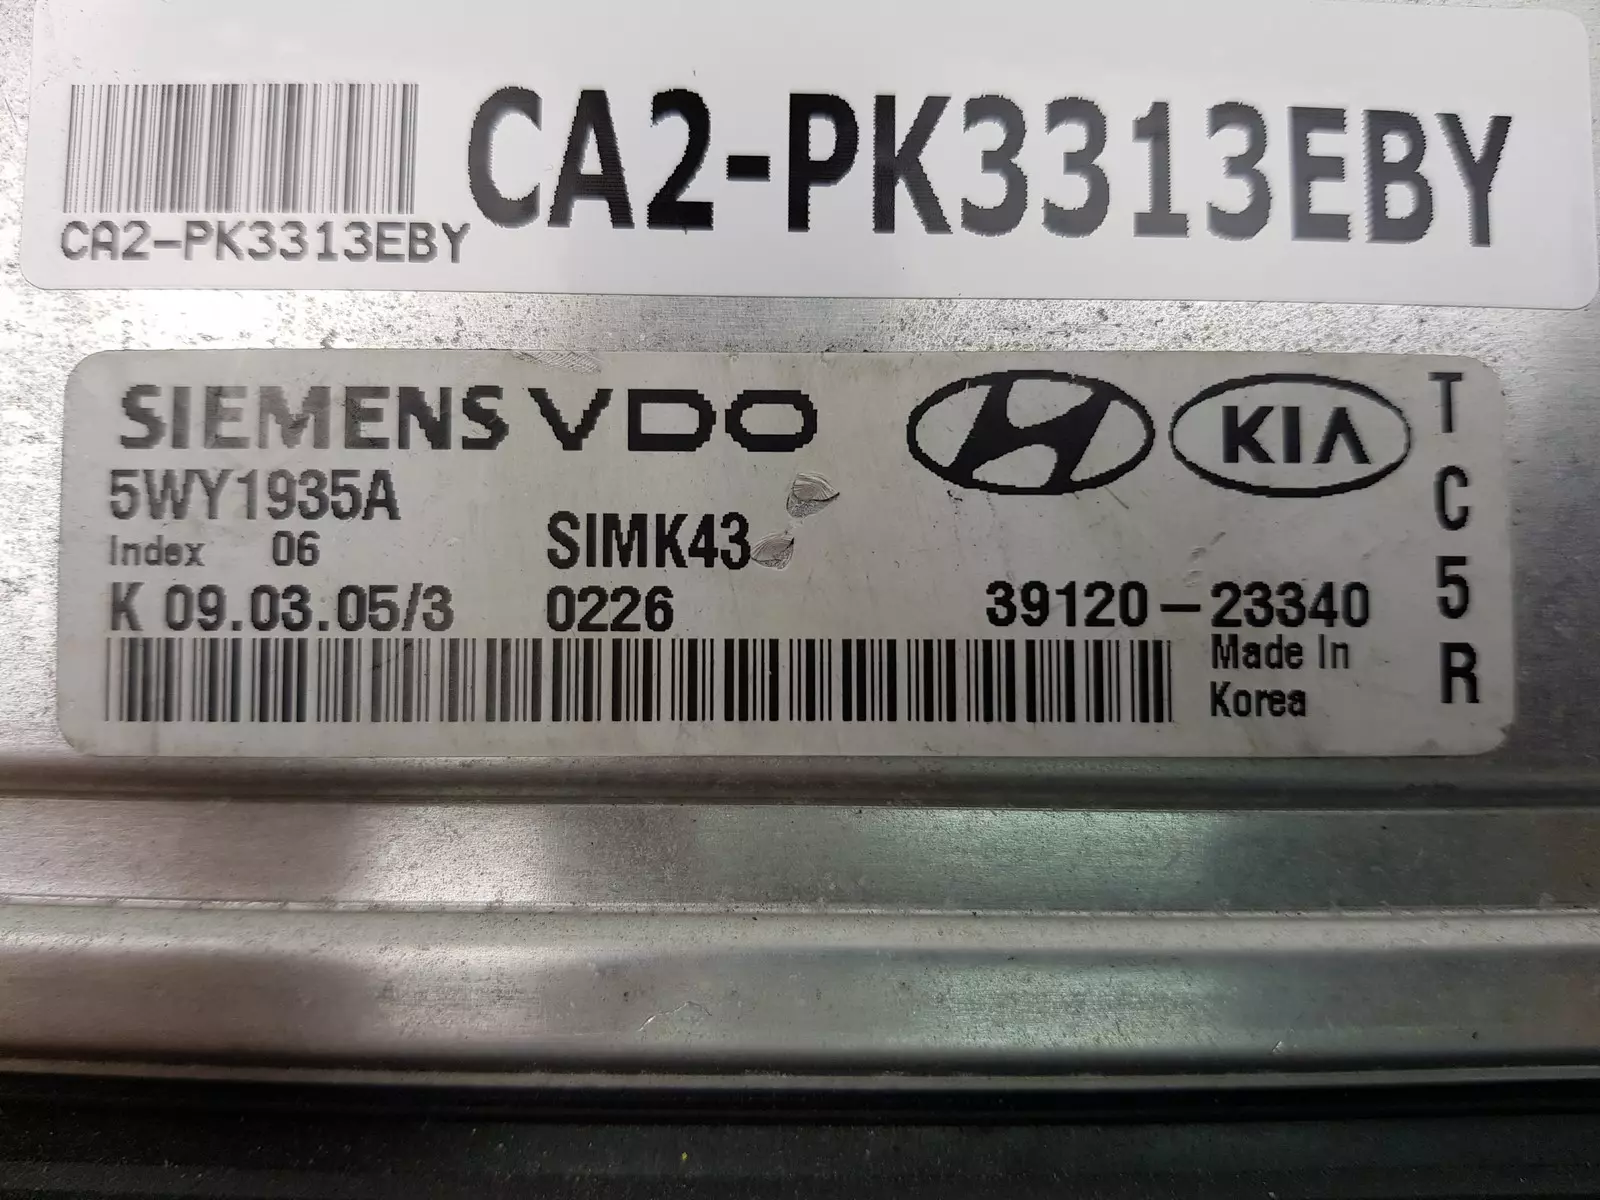 CA2-PK3313EBY
CA2-PK3313EBY
SIEMENS VDO
KIA
5WY1935A
Index 06
SIMK43
K 09.03.05/3
0226
39120-23340
Made In
Korea
TC5R